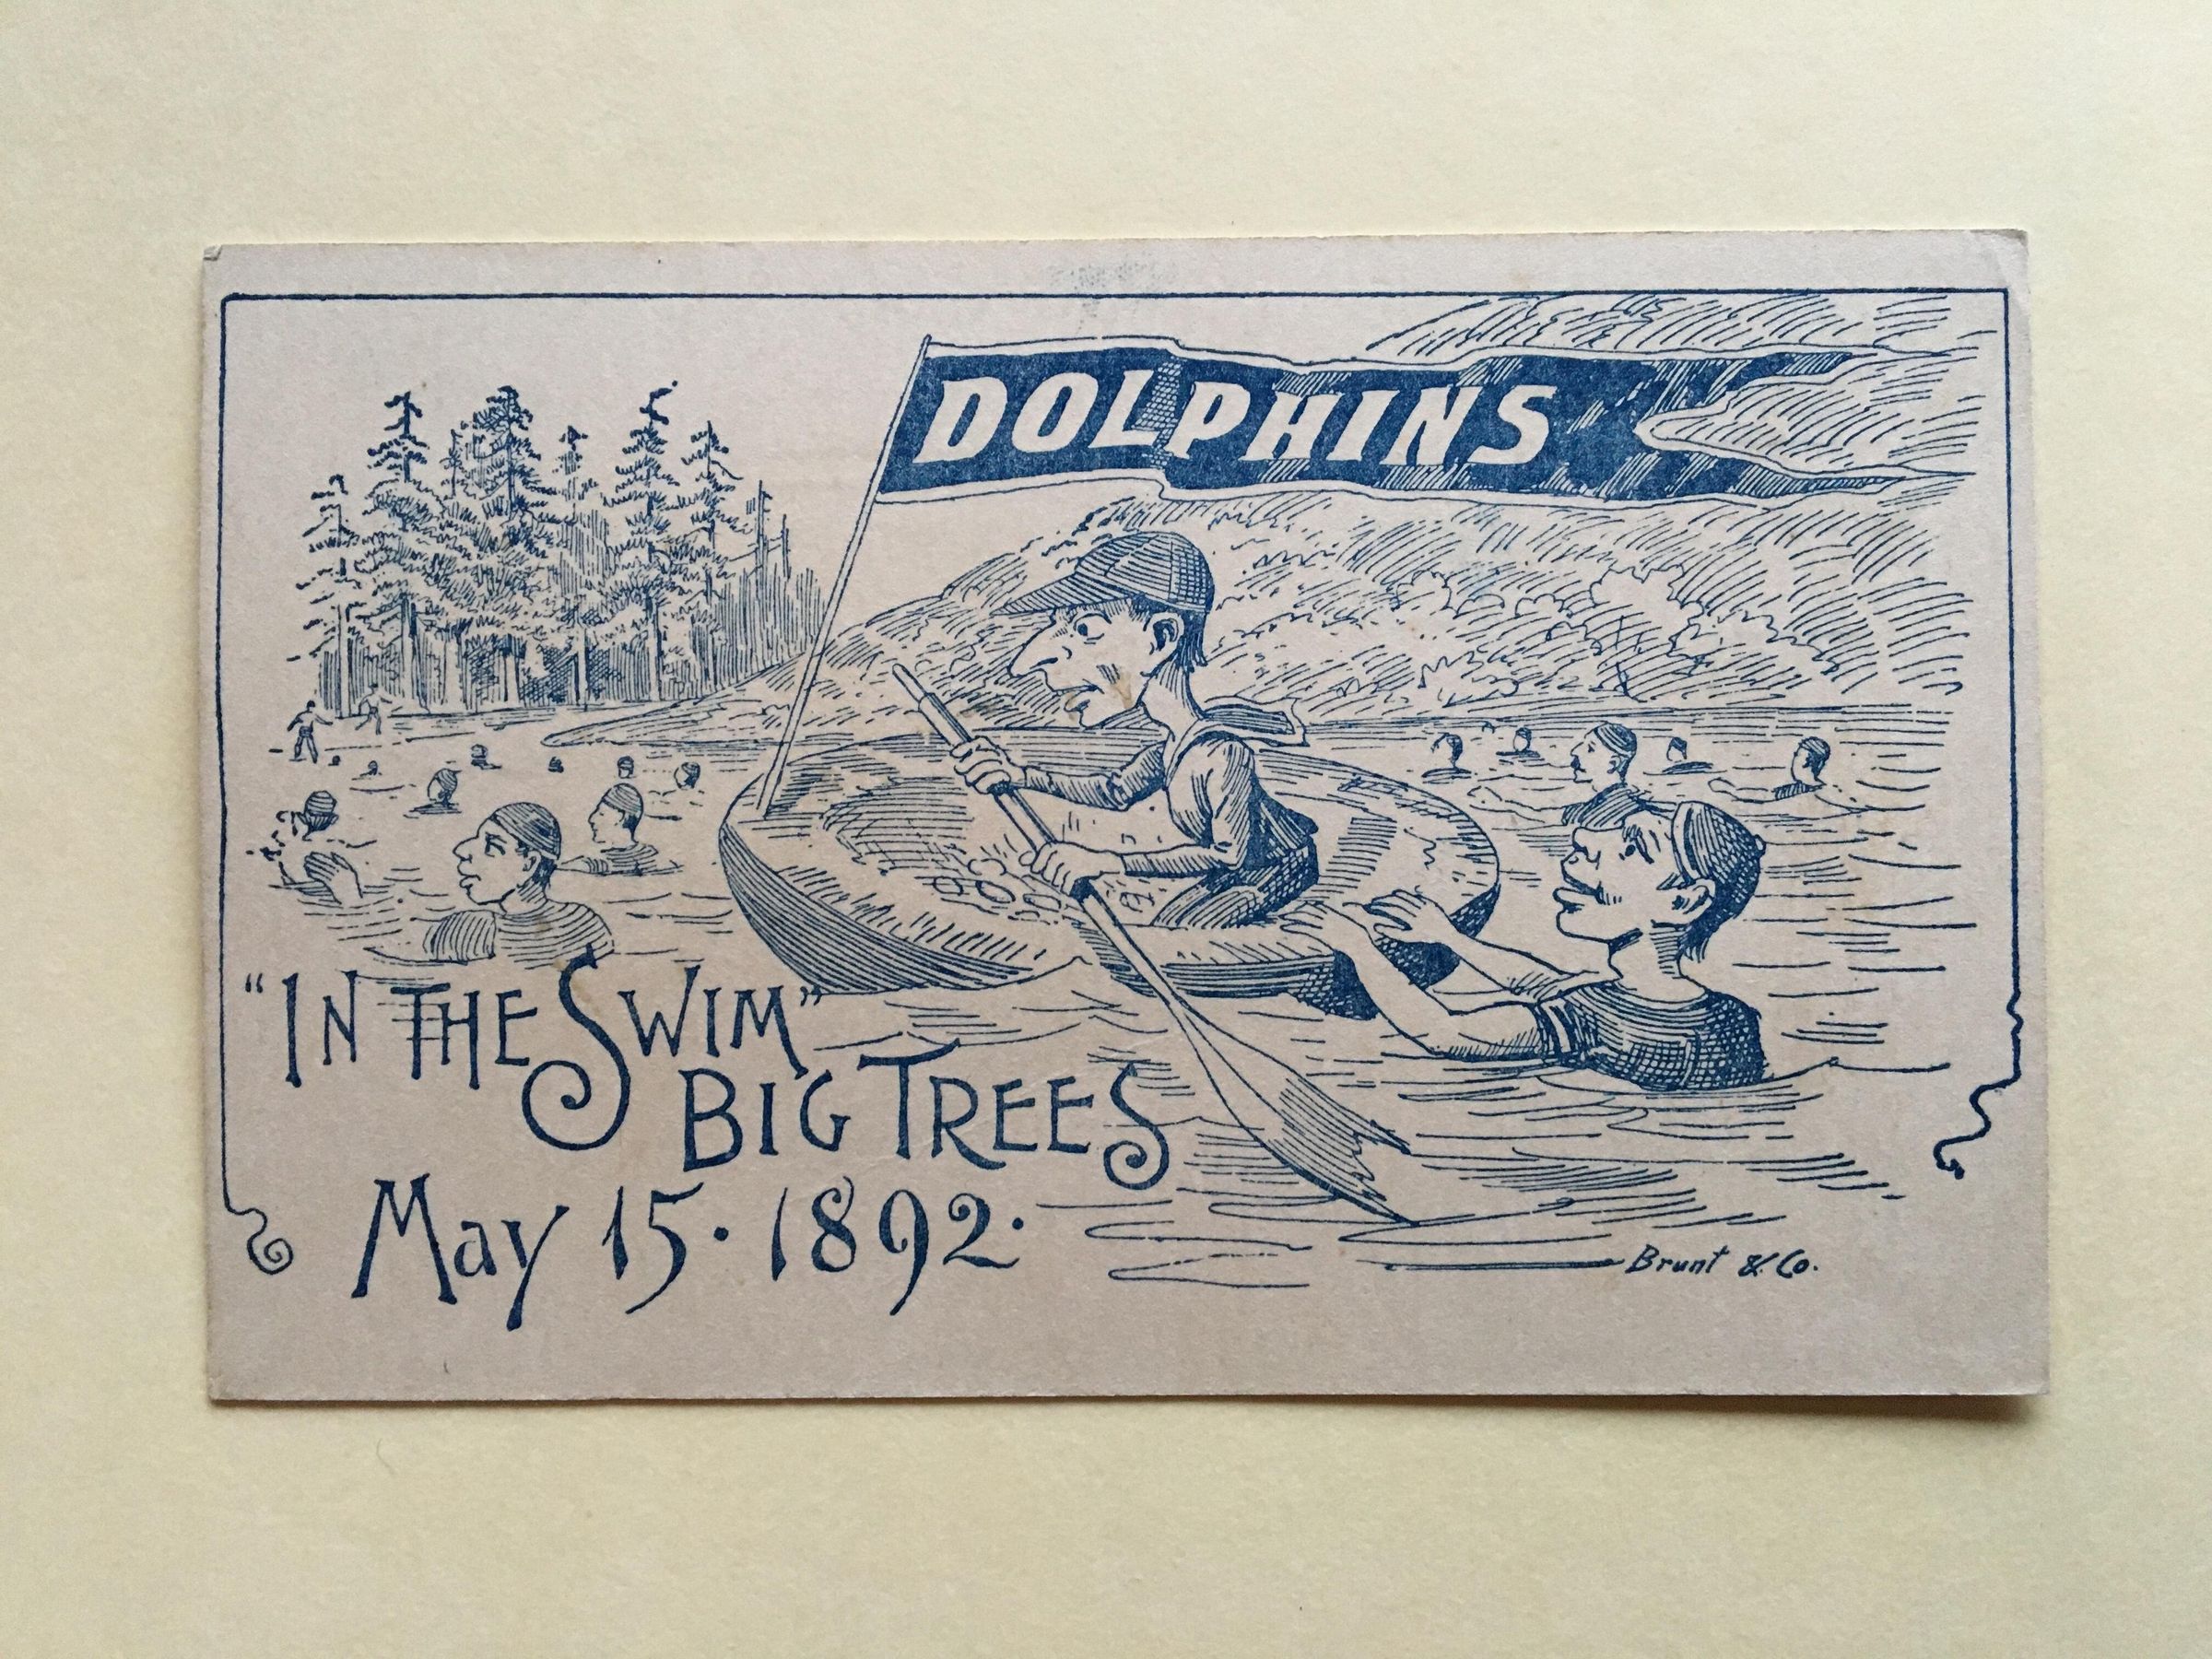 DOLPHINS
"IN THE SWIM"
BIG TREES
May 15. 1892.
Brunt & Co.